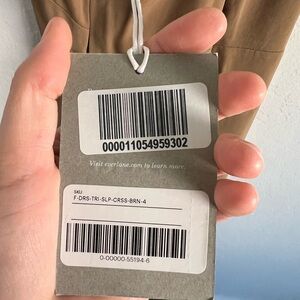 000011054959302
Visit everlane.com to learn more.
SKU
F-DRS-TRI-SLP-CRSS-BRN-4
0-00000-55194-6